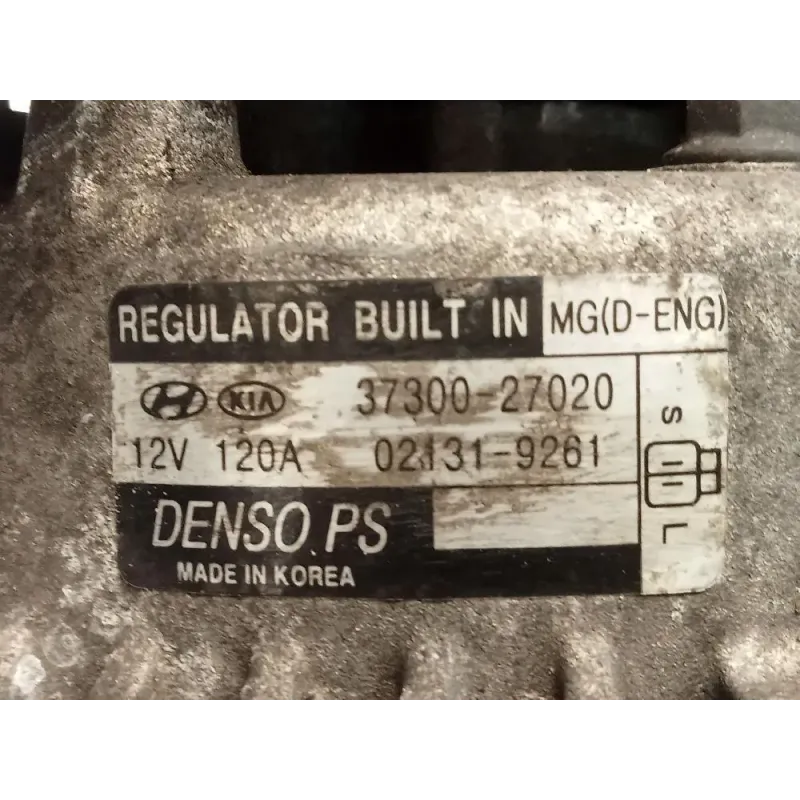 REGULATOR BUILT IN MG(D-ENG)
KIA 37300-27020
12V 120A 02131-9261
S
L
DENSO PS
MADE IN KOREA